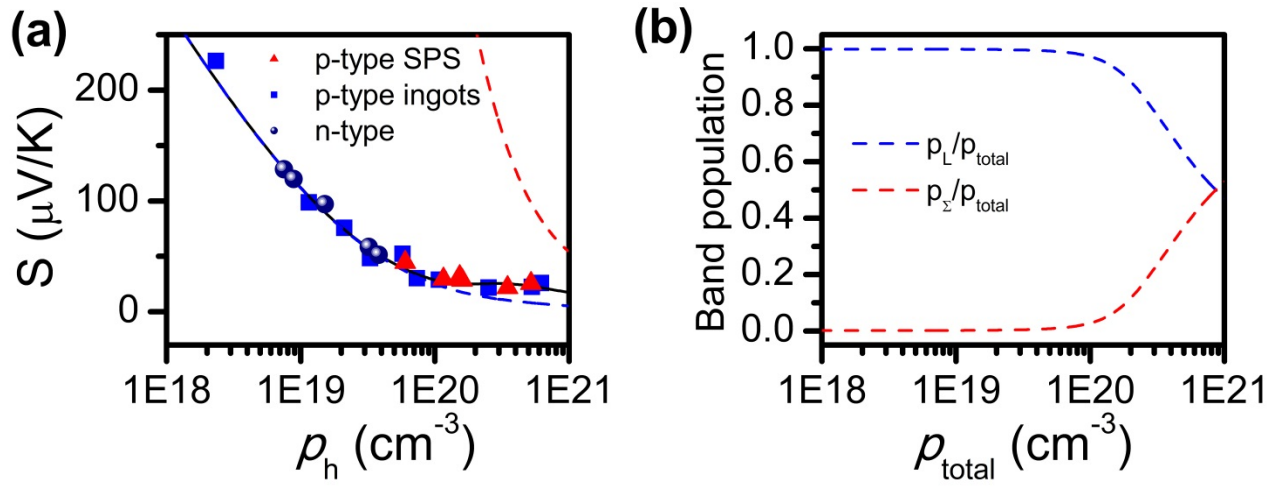 (a)
S (μV/K)
200
100
0
p-type SPS
p-type ingots
n-type
1E18 1E19 1E20 1E21
pₕ (cm⁻³)
(b)
Band population
1.0
0.8
0.6
0.4
0.2
0.0
p_L/p_total
p_Σ/p_total
1E18 1E19 1E20 1E21
p_total (cm⁻³)